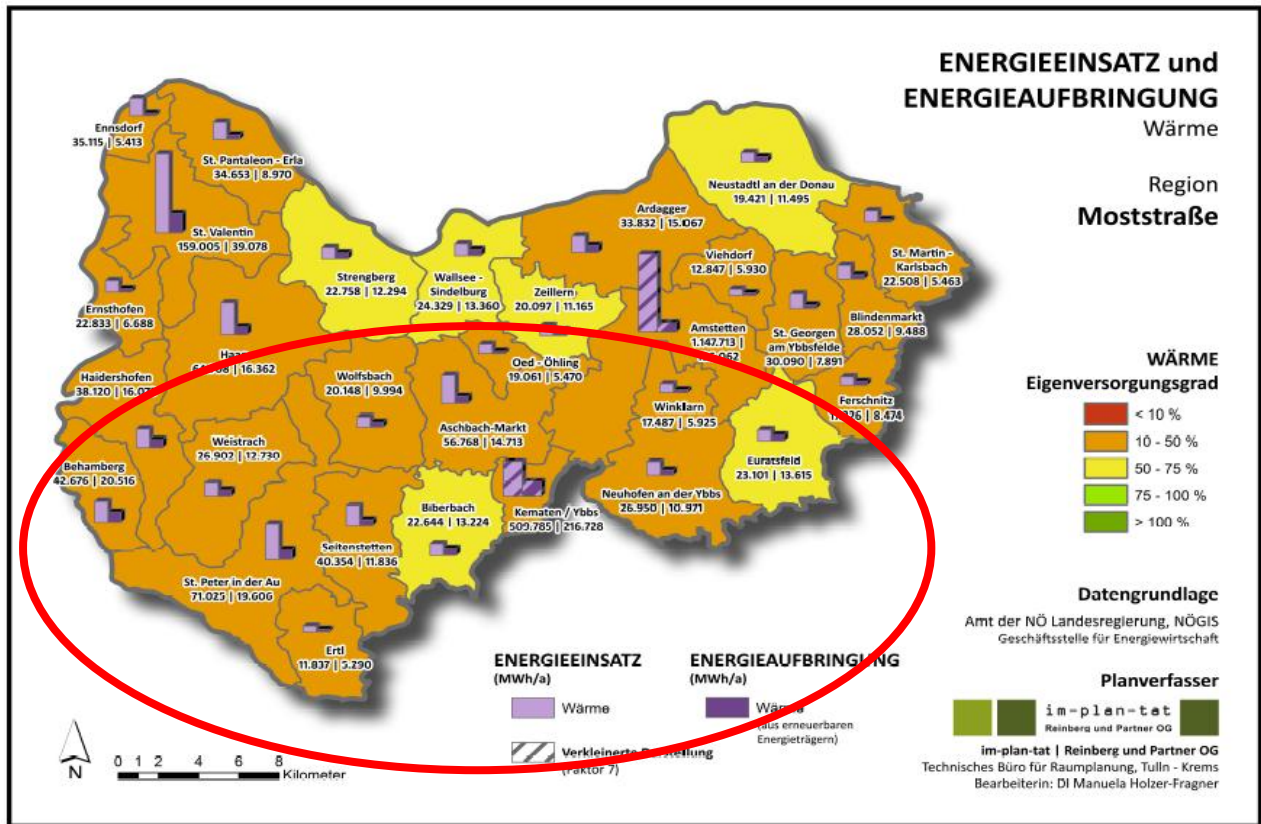 ENERGIEEINSATZ und
ENERGIEAUFBRINGUNG
Wärme
Region
Moststraße
Ennsdorf
35.115 | 5.413
St. Pantaleon - Erla
34.653 | 8.970
St. Valentin
159.005 | 39.078
Neustadtl an der Donau
19.421 | 11.495
Ardagger
33.832 | 15.067
Viehdorf
12.847 | 5.930
St. Martin -
Karlsbach
22.508 | 5.463
Strengberg
22.758 | 12.294
Wallsee -
Sindelburg
24.329 | 13.360
Zeillern
20.097 | 11.165
Ernsthofen
22.833 | 6.688
Amstetten
1.147.713 |
St. Georgen
am Ybbsfelde
30.090 | 7.891
Blindenmarkt
28.052 | 9.488
| 16.362
Haidershofen
38.120 |
Wolfsbach
20.148 | 9.994
Oed - Öhling
19.061 | 5.470
Winklarn
17.487 | 5.925
Ferschnitz
| 8.474
Aschbach-Markt
56.768 | 14.713
Weistrach
26.902 | 12.730
Euratsfeld
23.101 | 13.615
Behamberg
42.676 | 20.516
Neuhofen an der Ybbs
26.950 | 10.971
Biberbach
22.644 | 13.224
Kematen / Ybbs
509.785 | 216.728
Seitenstetten
40.354 | 11.836
St. Peter in der Au
71.025 | 19.606
Ertl
11.837 | 5.290
WÄRME
Eigenversorgungsgrad
< 10 %
10 - 50 %
50 - 75 %
75 - 100 %
> 100 %
Datengrundlage
Amt der NÖ Landesregierung, NÖGIS
Geschäftsstelle für Energiewirtschaft
Planverfasser
im-plan-tat
Reinberg und Partner OG
im-plan-tat | Reinberg und Partner OG
Technisches Büro für Raumplanung, Tulln - Krems
Bearbeiterin: DI Manuela Holzer-Fragner
ENERGIEEINSATZ
(MWh/a)
Wärme
Verkleinerte Darstellung
(Faktor 7)
ENERGIEAUFBRINGUNG
(MWh/a)
Wärme
(aus erneuerbaren
Energieträgern)
N
0 1 2 4 6 8
Kilometer